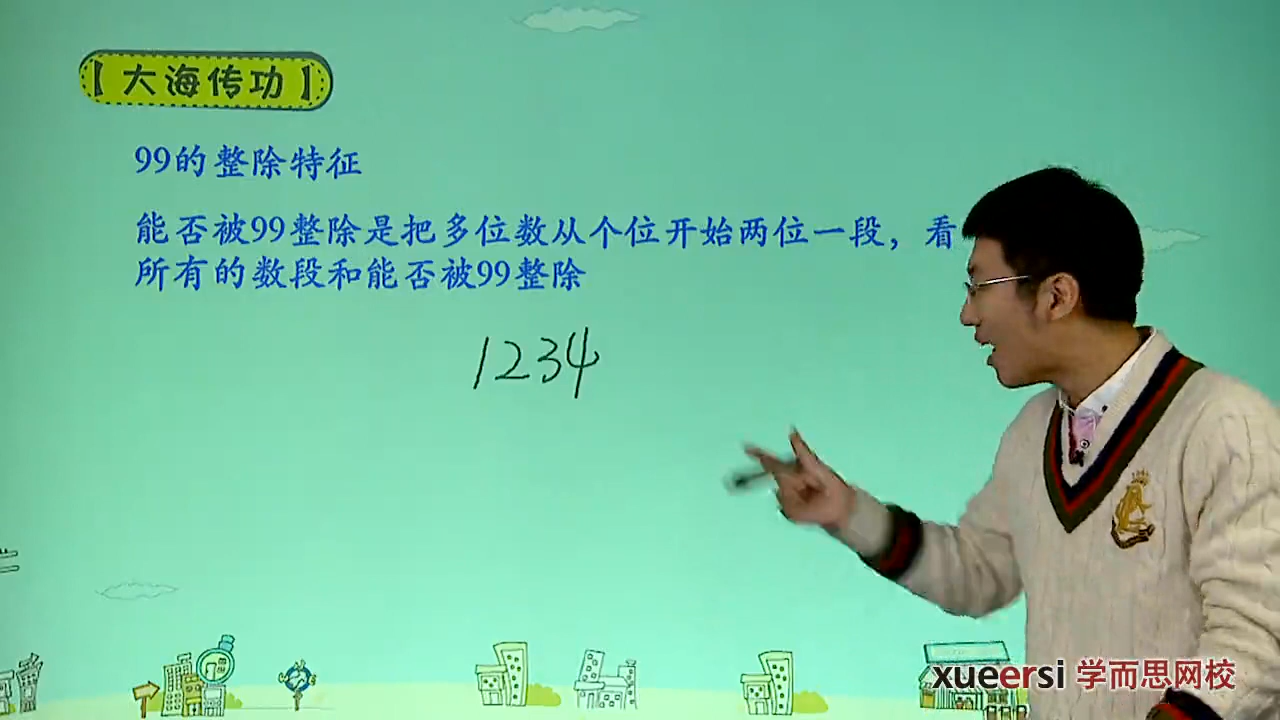 【大海传功】
99的整除特征
能否被99整除是把多位数从个位开始两位一段，看
所有的数段和能否被99整除
1234
xueersi 学而思网校